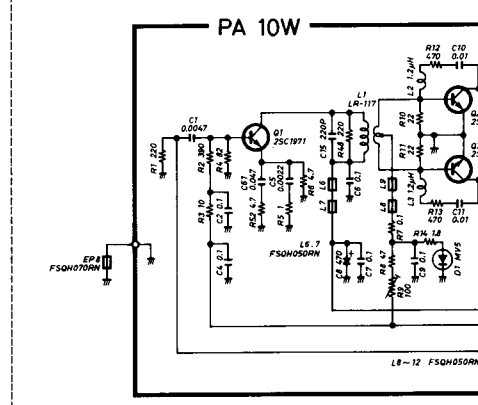 PA 10W
R12
470
C10
0.01
L2 1.2μH
L1
LR-117
C1
0.0047
Q1
2SC1971
C15 220P
R48 220
R10 22
R11 22
R1 220
R2 390
R4 82
C6 0.047
R52 4.7
C5 0.0022
R5 1
R6 4.7
L6
L7
C6 0.1
L9
L8
L3 1.2μH
R13
470
C11
0.01
R3 10
C2 0.1
C4 0.1
R7 0.1
R14 1.8
EP8
FSQH070RN
L6.7
FSQH050RN
C8 470
C7 0.1
R8 47
R9 100
C9 0.1
D1 MV5
L8~12 FSQH050RN